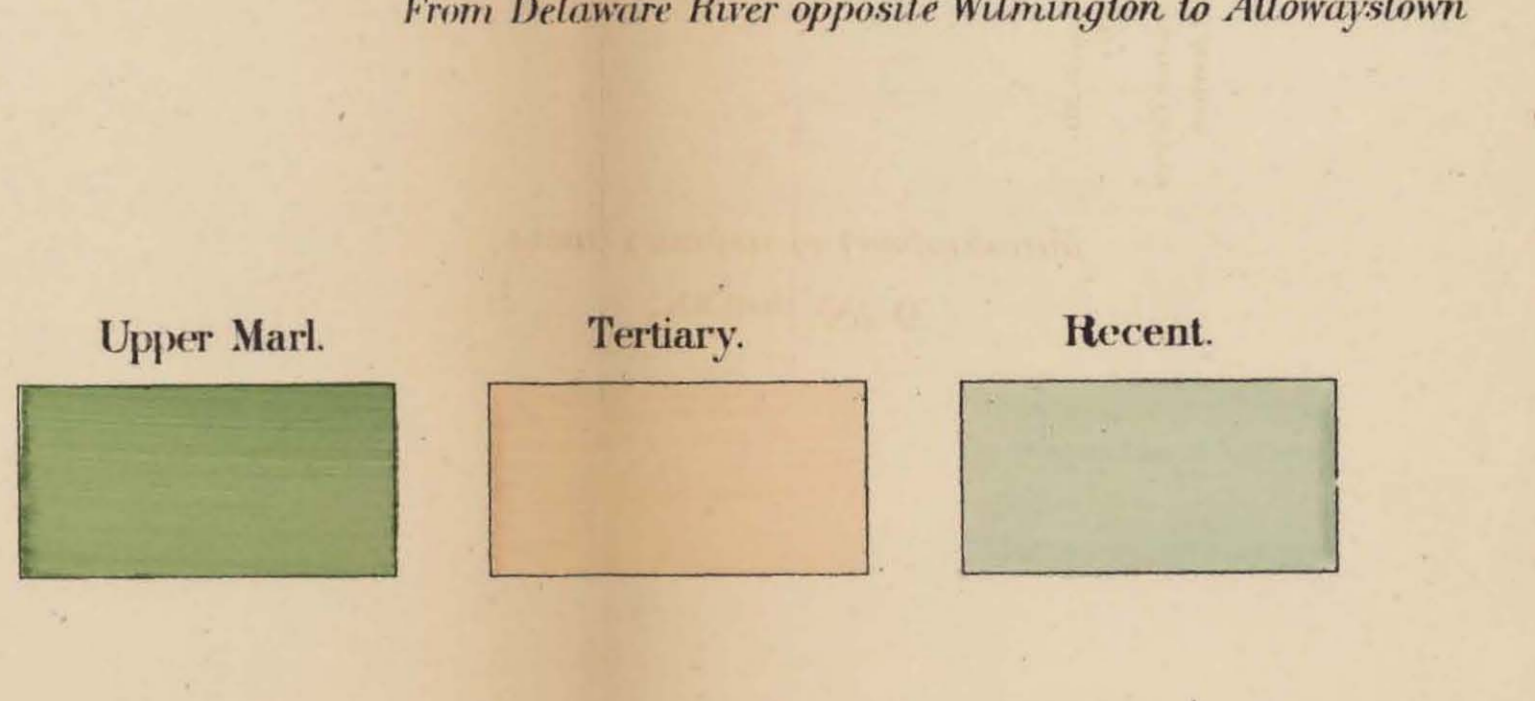 From Delaware River opposite Wilmington to Allowaystown
Upper Marl. Tertiary. Recent.